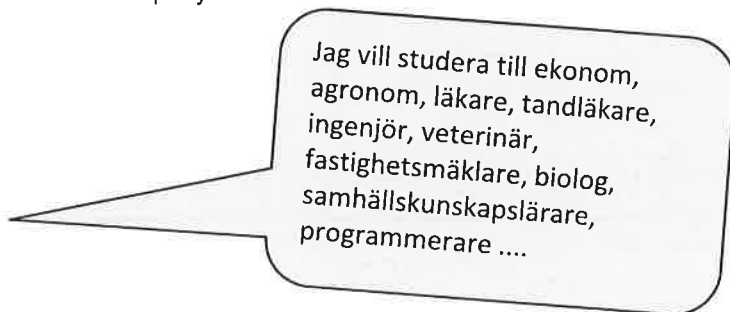 Jag vill studera till ekonom,
agronom, läkare, tandläkare,
ingenjör, veterinär,
fastighetsmäklare, biolog,
samhällskunskapslärare,
programmerare ....